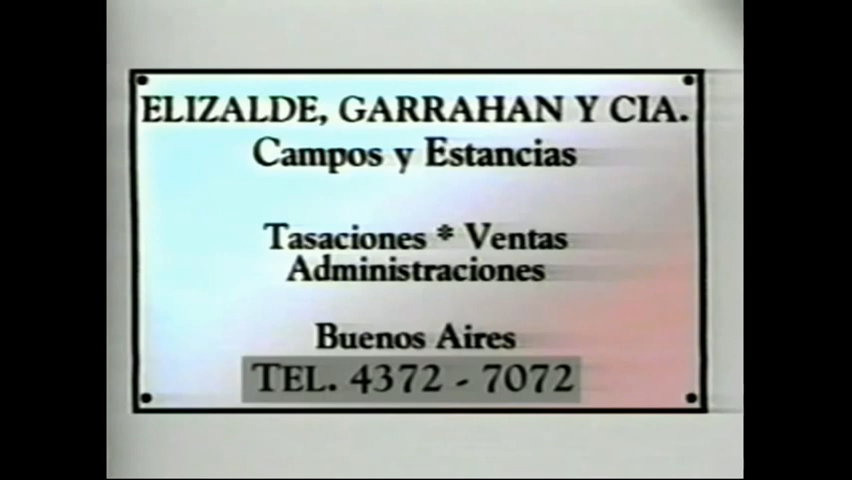 ELIZALDE, GARRAHAN Y CIA.
Campos y Estancias
Tasaciones * Ventas
Administraciones
Buenos Aires
TEL. 4372 - 7072